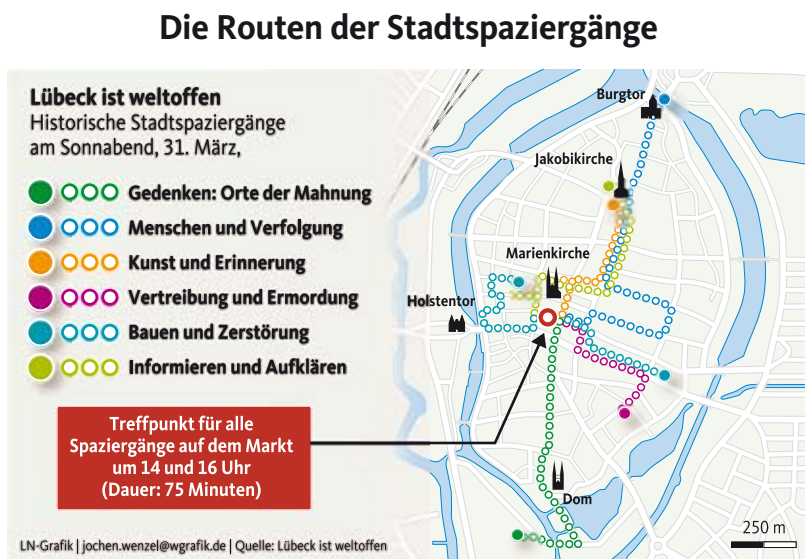 Die Routen der Stadtspaziergänge
Lübeck ist weltoffen
Historische Stadtspaziergänge
am Sonnabend, 31. März,
Gedenken: Orte der Mahnung
Menschen und Verfolgung
Kunst und Erinnerung
Vertreibung und Ermordung
Bauen und Zerstörung
Informieren und Aufklären
Treffpunkt für alle
Spaziergänge auf dem Markt
um 14 und 16 Uhr
(Dauer: 75 Minuten)
Burgtor
Jakobikirche
Marienkirche
Holstentor
Dom
250 m
LN-Grafik | jochen.wenzel@wgrafik.de | Quelle: Lübeck ist weltoffen